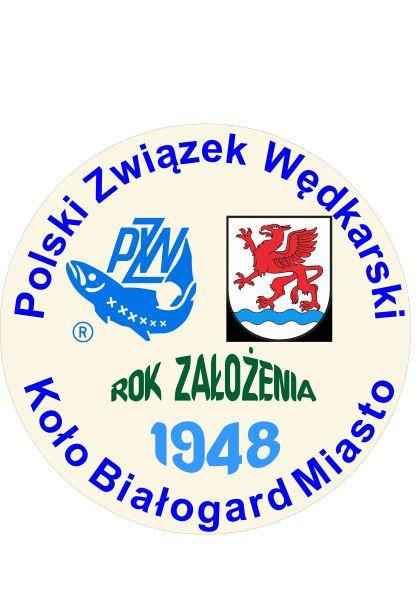 Polski Związek Wędkarski
PZW
®
ROK ZAŁOŻENIA
1948
Koło Białogard Miasto